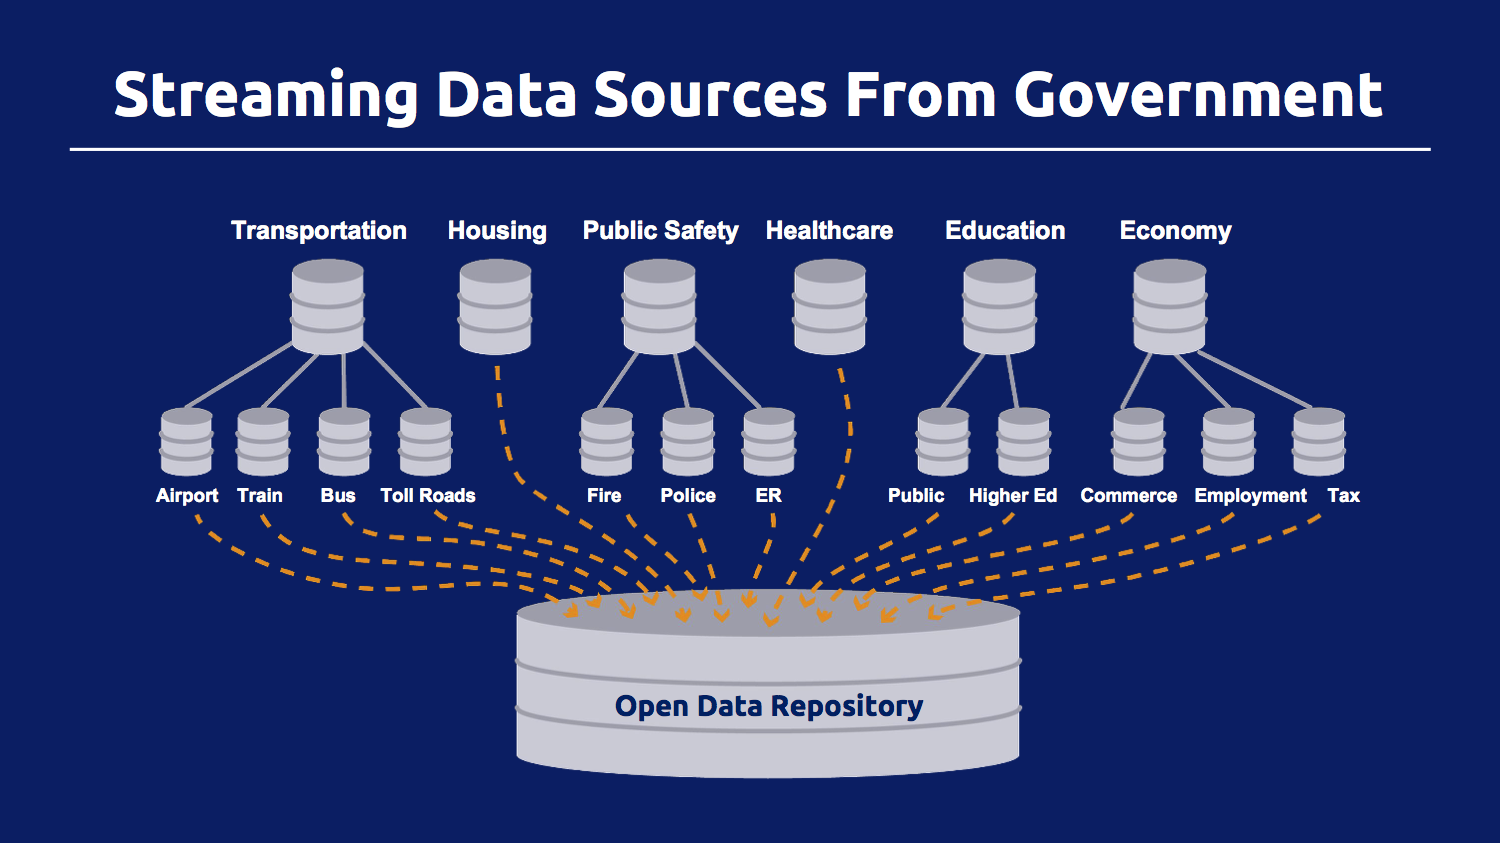 Streaming Data Sources From Government
Transportation Housing Public Safety Healthcare Education Economy
Airport Train Bus Toll Roads Fire Police ER Public Higher Ed Commerce Employment Tax
Open Data Repository